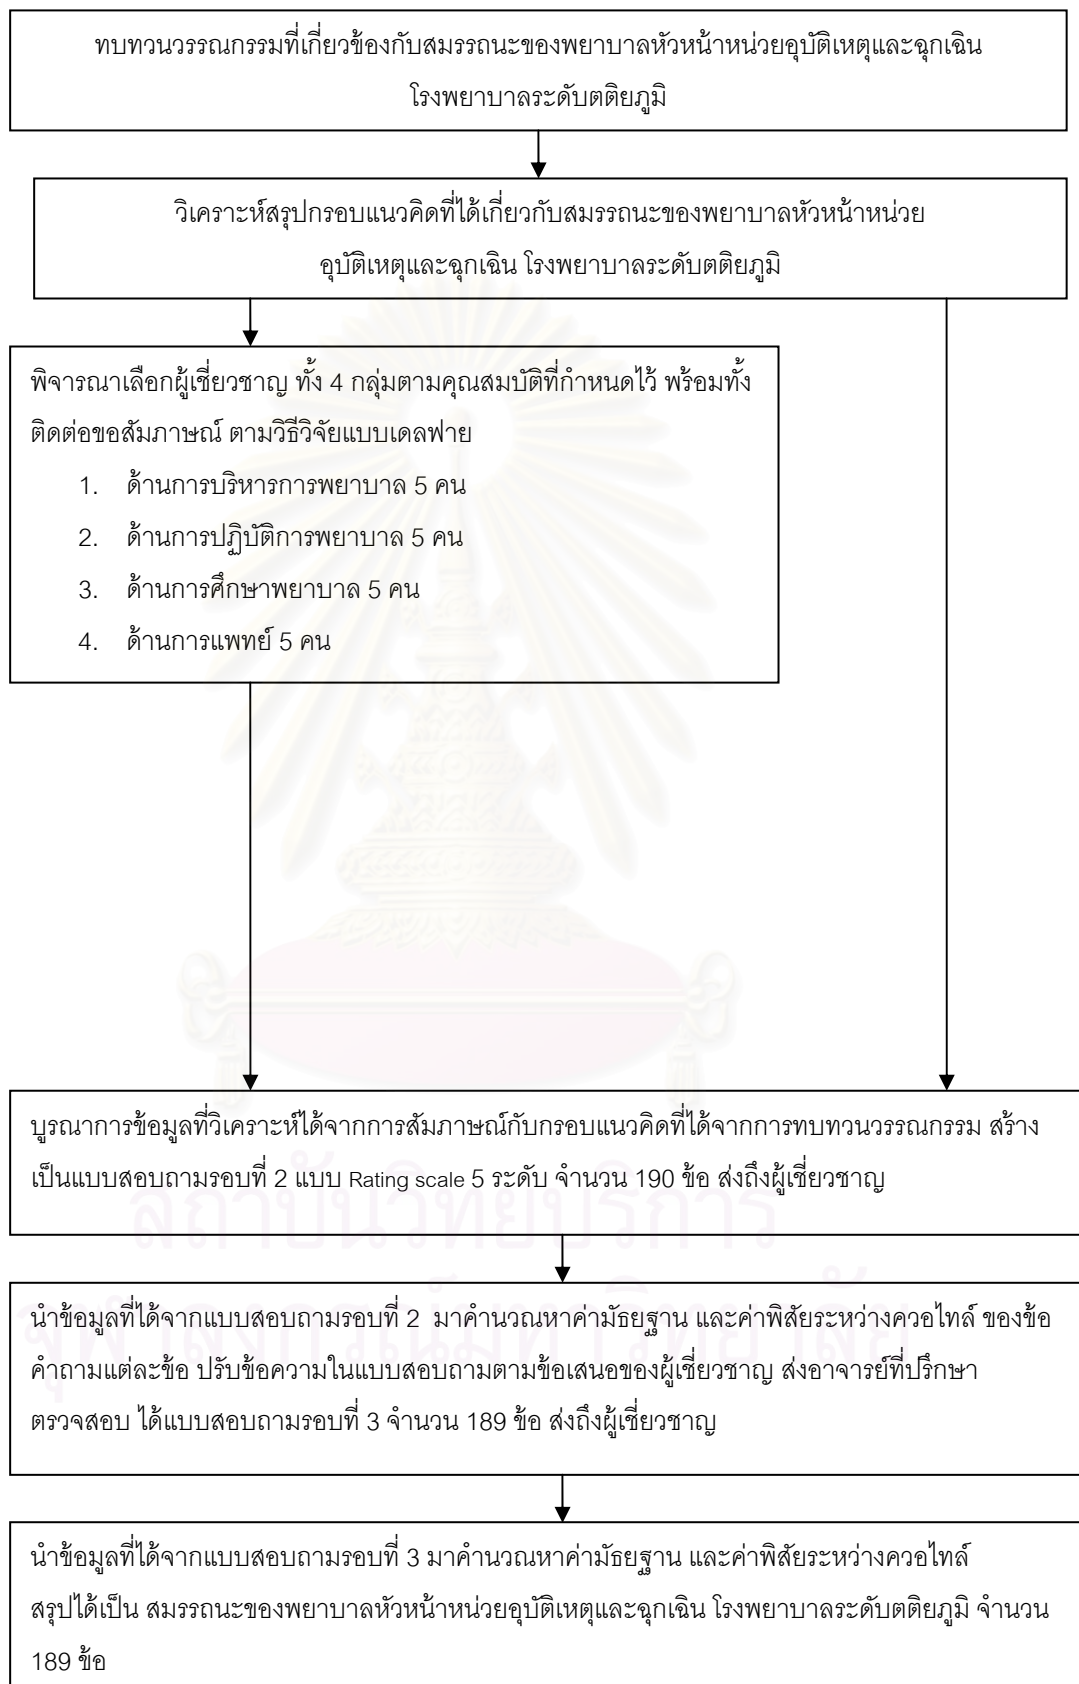 ทบทวนวรรณกรรมที่เกี่ยวข้องกับสมรรถนะของพยาบาลหัวหน้าหน่วยอุบัติเหตุและฉุกเฉิน
โรงพยาบาลระดับตติยภูมิ
วิเคราะห์สรุปกรอบแนวคิดที่ได้เกี่ยวกับสมรรถนะของพยาบาลหัวหน้าหน่วย
อุบัติเหตุและฉุกเฉิน โรงพยาบาลระดับตติยภูมิ
พิจารณาเลือกผู้เชี่ยวชาญ ทั้ง 4 กลุ่มตามคุณสมบัติที่กำหนดไว้ พร้อมทั้ง
ติดต่อขอสัมภาษณ์ ตามวิธีวิจัยแบบเดลฟาย
1. ด้านการบริหารการพยาบาล 5 คน
2. ด้านการปฏิบัติการพยาบาล 5 คน
3. ด้านการศึกษาพยาบาล 5 คน
4. ด้านการแพทย์ 5 คน
บูรณาการข้อมูลที่วิเคราะห์ได้จากการสัมภาษณ์กับกรอบแนวคิดที่ได้จากการทบทวนวรรณกรรม สร้าง
เป็นแบบสอบถามรอบที่ 2 แบบ Rating scale 5 ระดับ จำนวน 190 ข้อ ส่งถึงผู้เชี่ยวชาญ
สถาบันวิทยบริการ
นำข้อมูลที่ได้จากแบบสอบถามรอบที่ 2 มาคำนวณหาค่ามัธยฐาน และค่าพิสัยระหว่างควอไทล์ ของข้อ
จุฬาลงกรณ์มหาวิทยาลัย
คำถามแต่ละข้อ ปรับข้อความในแบบสอบถามตามข้อเสนอของผู้เชี่ยวชาญ ส่งอาจารย์ที่ปรึกษา
ตรวจสอบ ได้แบบสอบถามรอบที่ 3 จำนวน 189 ข้อ ส่งถึงผู้เชี่ยวชาญ
นำข้อมูลที่ได้จากแบบสอบถามรอบที่ 3 มาคำนวณหาค่ามัธยฐาน และค่าพิสัยระหว่างควอไทล์
สรุปได้เป็น สมรรถนะของพยาบาลหัวหน้าหน่วยอุบัติเหตุและฉุกเฉิน โรงพยาบาลระดับตติยภูมิ จำนวน
189 ข้อ